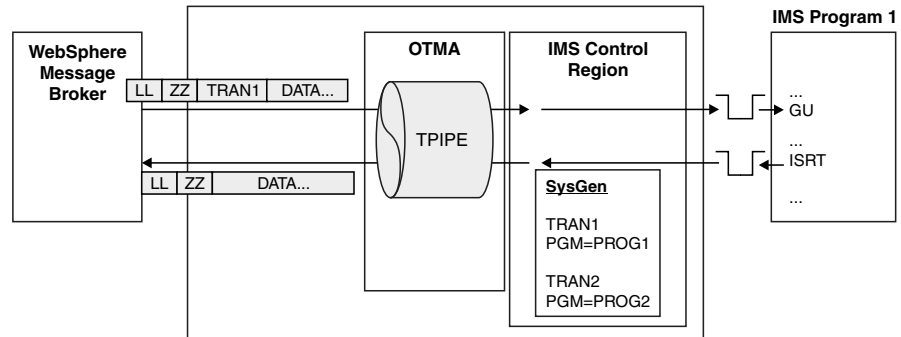 WebSphere
Message
Broker
LL ZZ TRAN1 DATA...
LL ZZ DATA...
OTMA
TPIPE
IMS Control
Region
SysGen
TRAN1
PGM=PROG1
TRAN2
PGM=PROG2
IMS Program 1
...
GU
...
ISRT
...